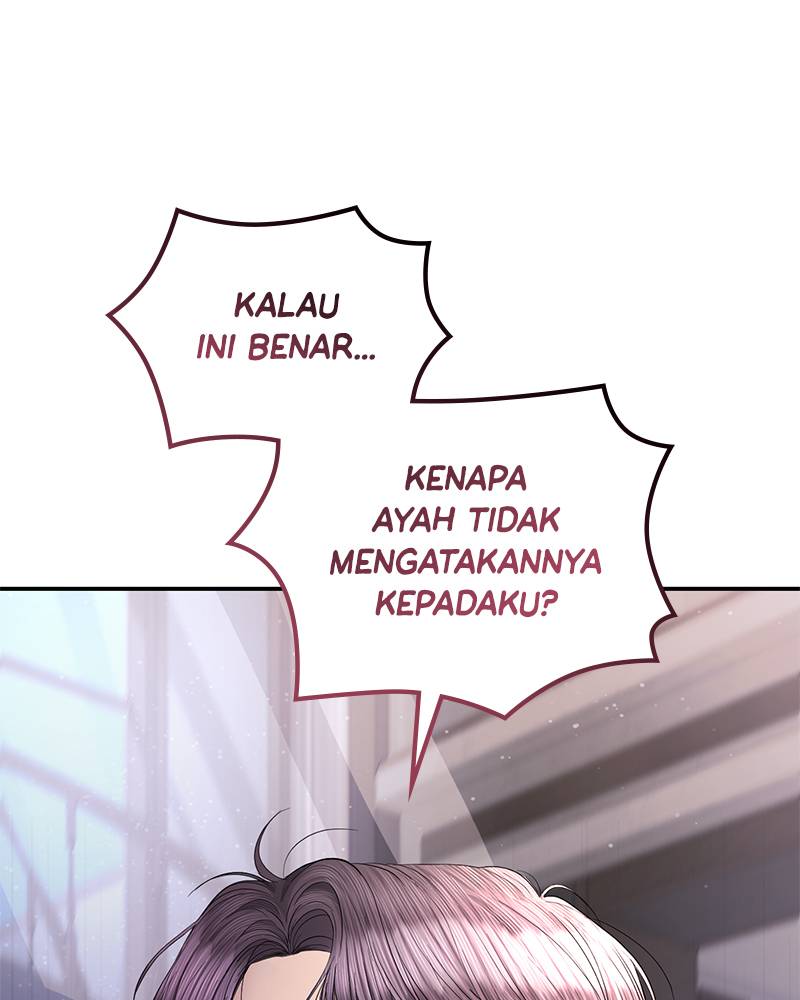 KALAU
INI BENAR...
KENAPA
AYAH TIDAK
MENGATAKANNYA
KEPADAKU?